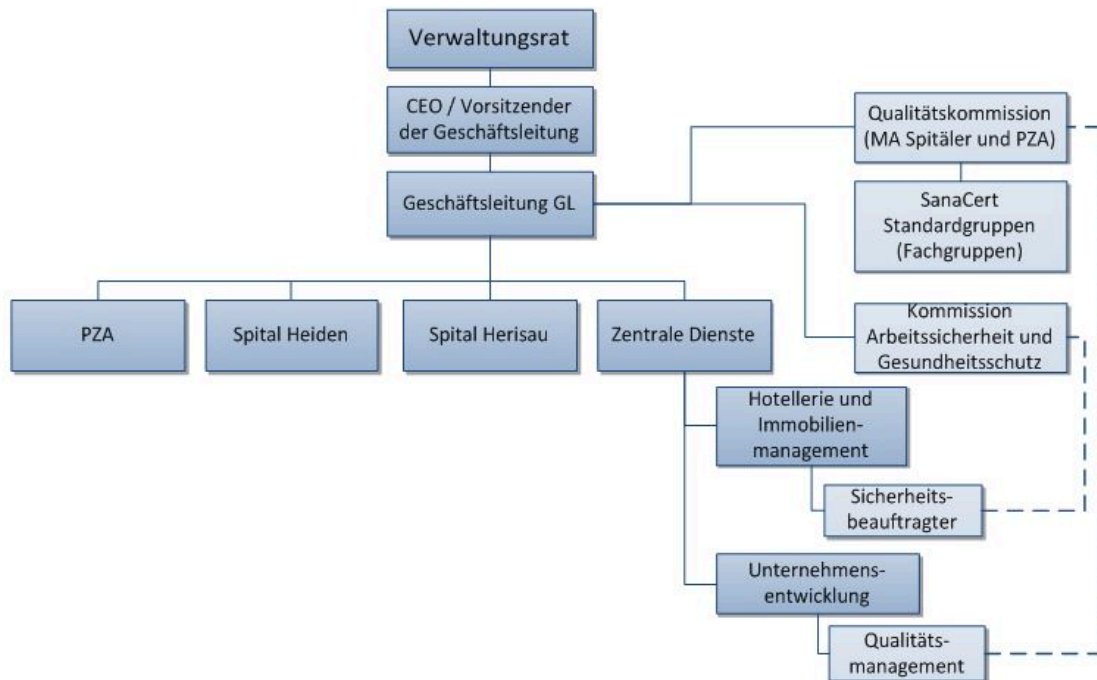 Verwaltungsrat
CEO / Vorsitzender
der Geschäftsleitung
Geschäftsleitung GL
Qualitätskommission
(MA Spitäler und PZA)
SanaCert
Standardgruppen
(Fachgruppen)
PZA
Spital Heiden
Spital Herisau
Zentrale Dienste
Kommission
Arbeitssicherheit und
Gesundheitsschutz
Hotellerie und
Immobilien-
management
Sicherheits-
beauftragter
Unternehmens-
entwicklung
Qualitäts-
management